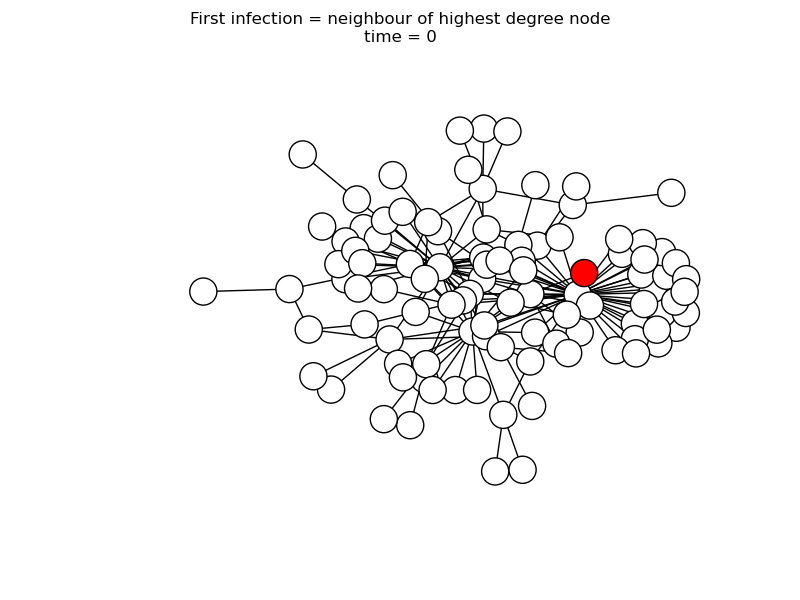 First infection = neighbour of highest degree node
time = 0